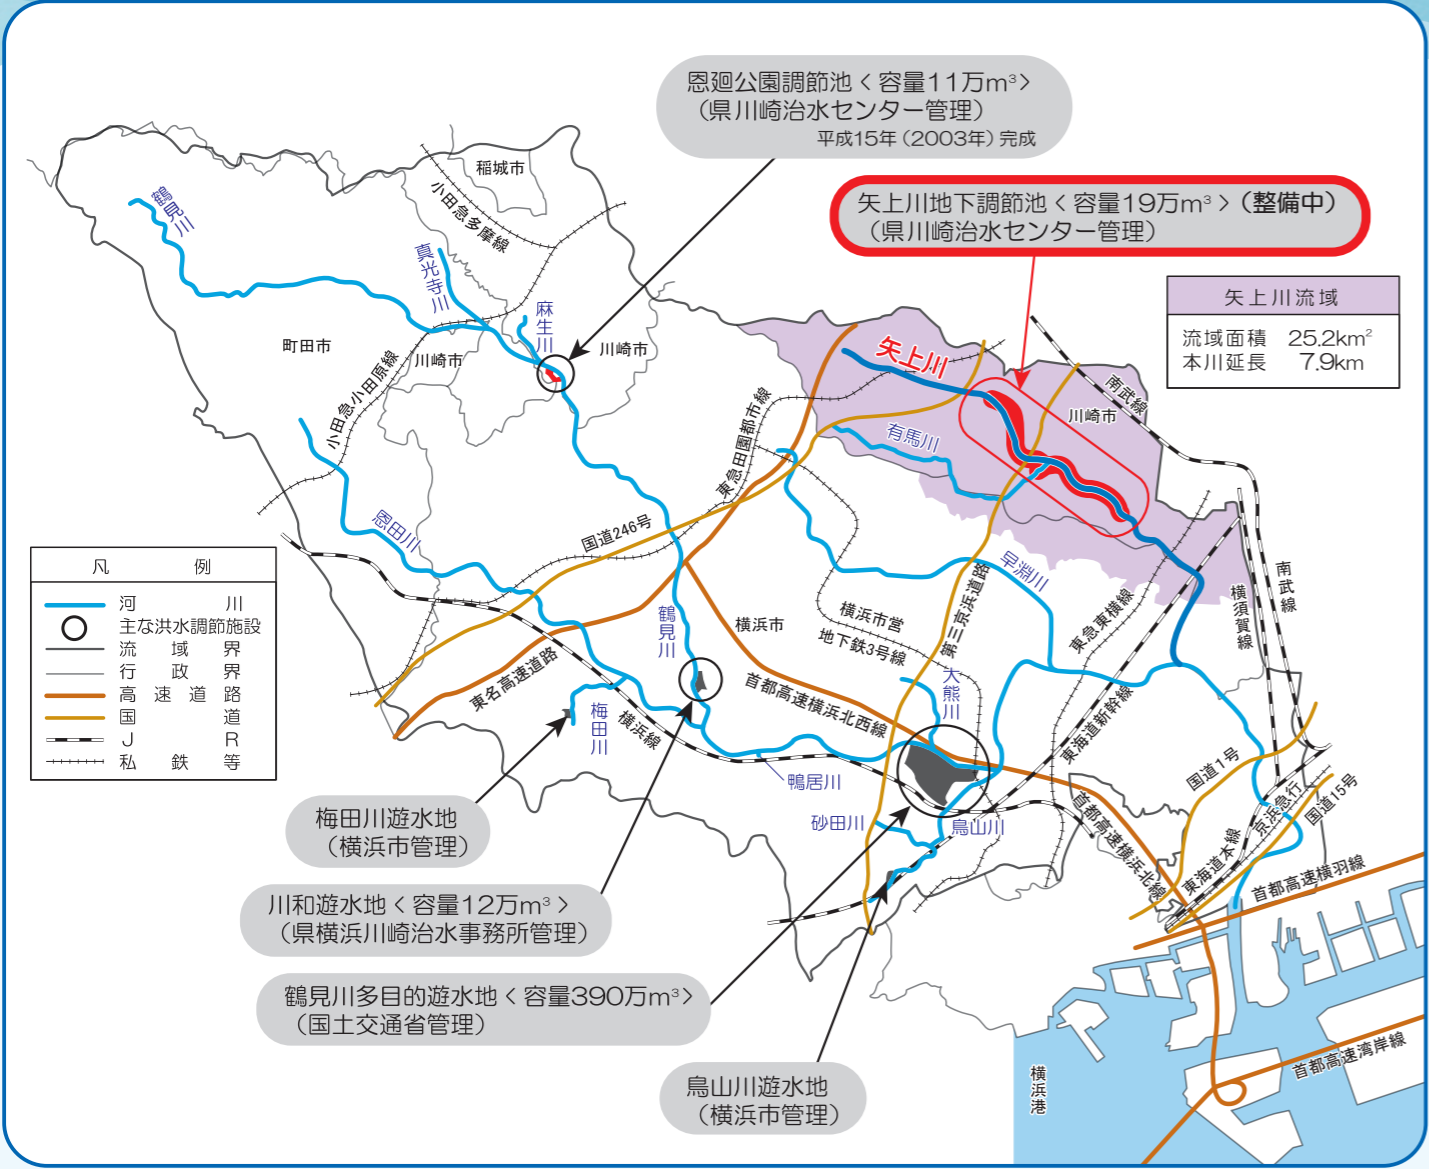 恩廻公園調節池＜容量11万m³＞
（県川崎治水センター管理）
平成15年（2003年）完成
矢上川地下調節池＜容量19万m³＞（整備中）
（県川崎治水センター管理）
矢上川流域
流域面積 25.2km²
本川延長 7.9km
稲城市
小田急多摩線
鶴見川
真光寺川
麻生川
町田市
川崎市
川崎市
小田急小田原線
矢上川
南武線
川崎市
有馬川
東急田園都市線
国道246号
恩田川
早淵川
第三京浜道路
横浜市営
地下鉄3号線
東急東横線
横須賀線
南武線
鶴見川
横浜市
東名高速道路
首都高速横浜北西線
大熊川
東海道新幹線
梅田川
横浜線
鴨居川
砂田川
鳥山川
国道1号
京浜急行
国道15号
首都高速横浜北線
東海道本線
首都高速横羽線
首都高速湾岸線
横浜港
凡例
河川
主な洪水調節施設
流域界
行政界
高速道路
国道
JR
私鉄等
梅田川遊水地
（横浜市管理）
川和遊水地＜容量12万m³＞
（県横浜川崎治水事務所管理）
鶴見川多目的遊水地＜容量390万m³＞
（国土交通省管理）
鳥山川遊水地
（横浜市管理）